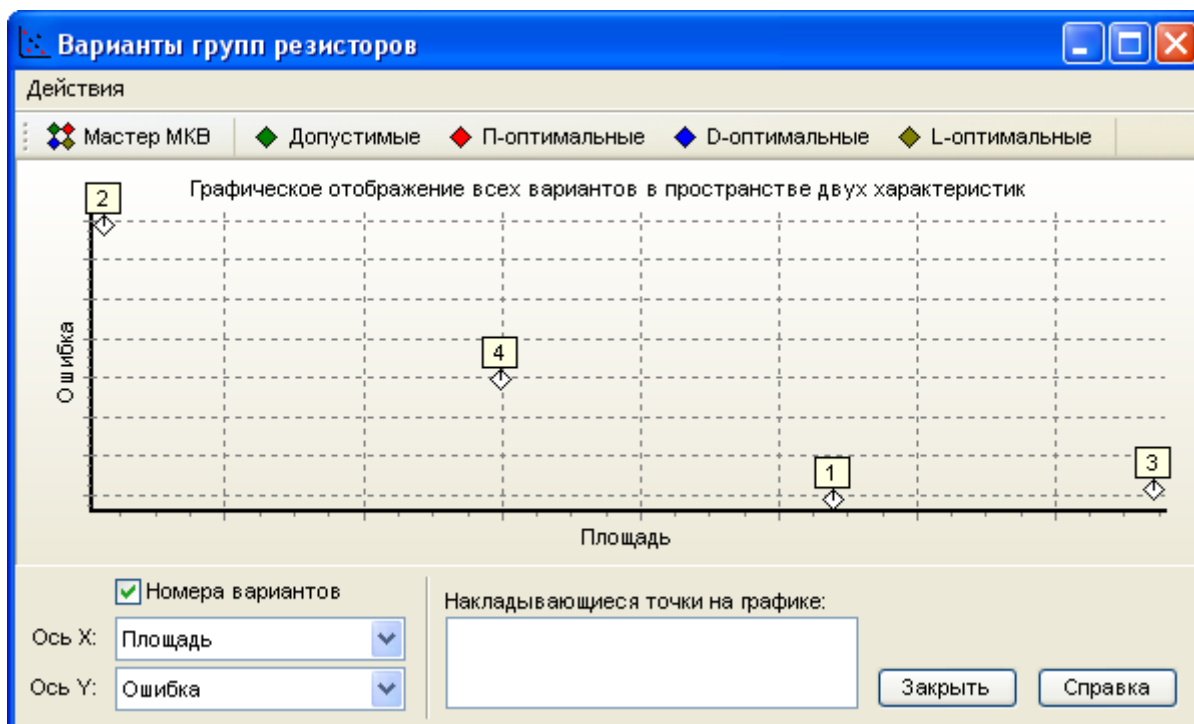 Варианты групп резисторов
Действия
Мастер МКВ Допустимые П-оптимальные D-оптимальные L-оптимальные
Графическое отображение всех вариантов в пространстве двух характеристик
2
4
1
3
Ошибка
Площадь
Номера вариантов
Ось X: Площадь
Ось Y: Ошибка
Накладывающиеся точки на графике:
Закрыть Справка